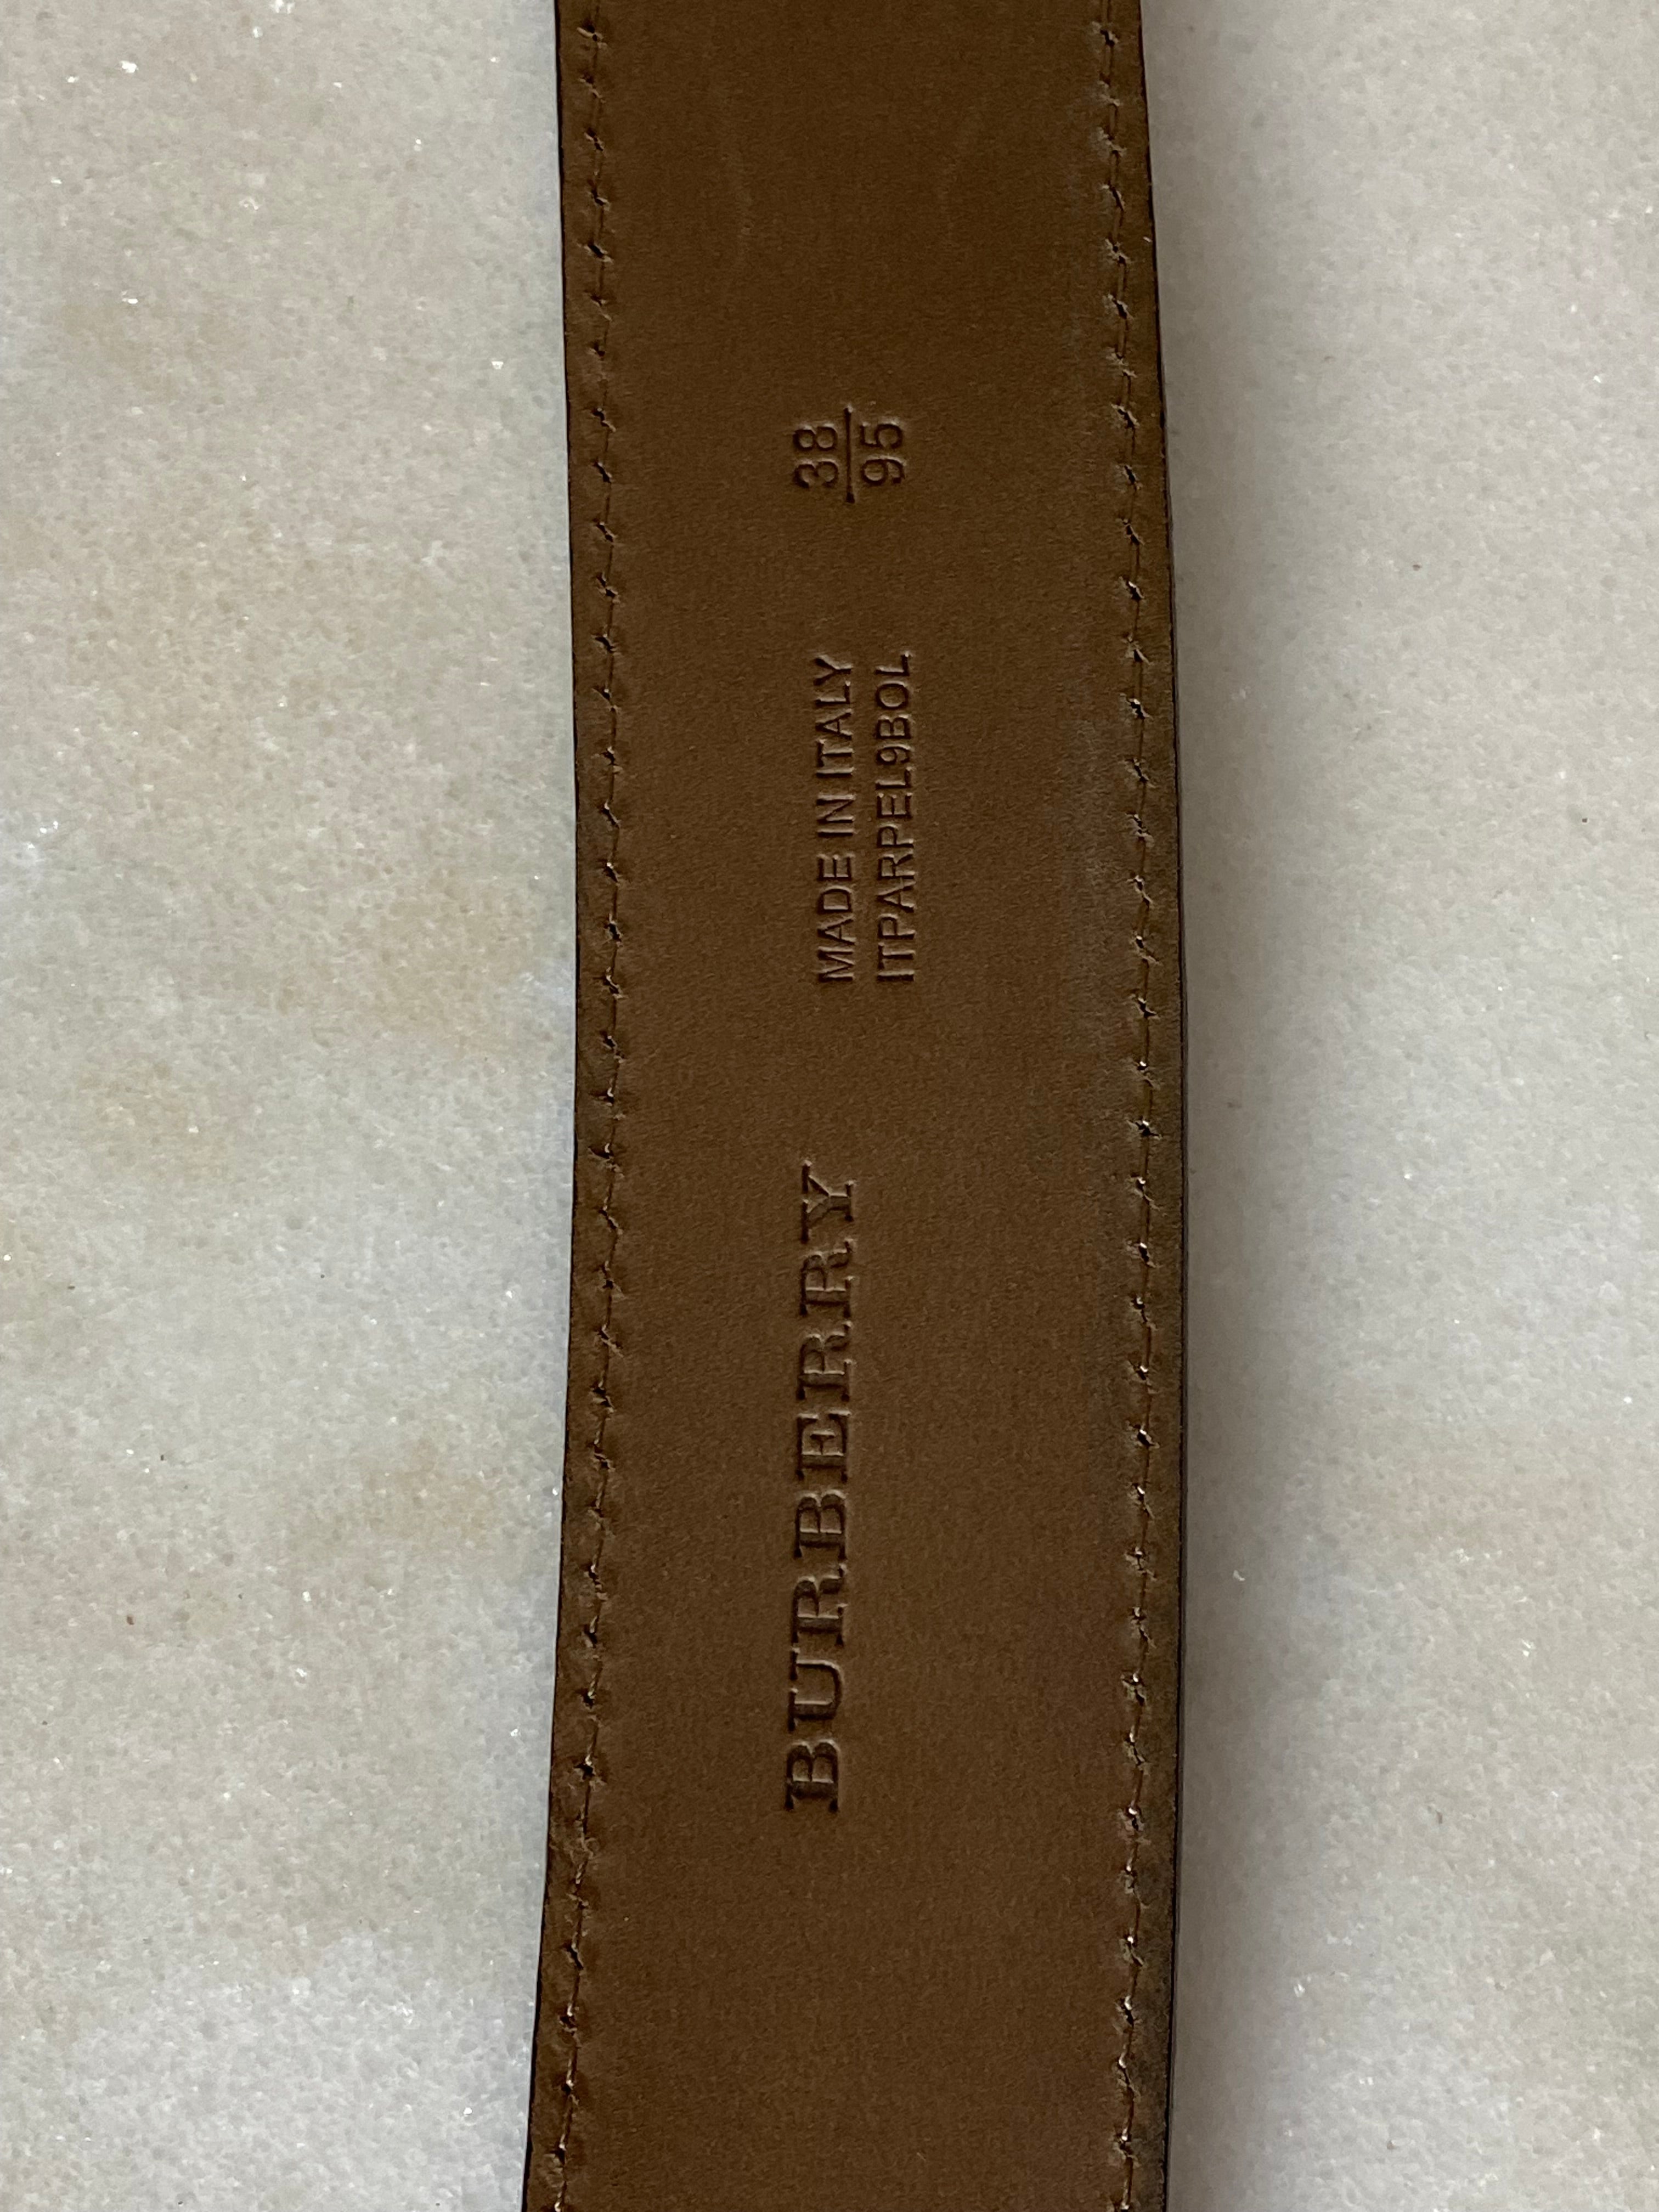 BURBERRY
MADE IN ITALY
ITPARPEL9BOL
38
95